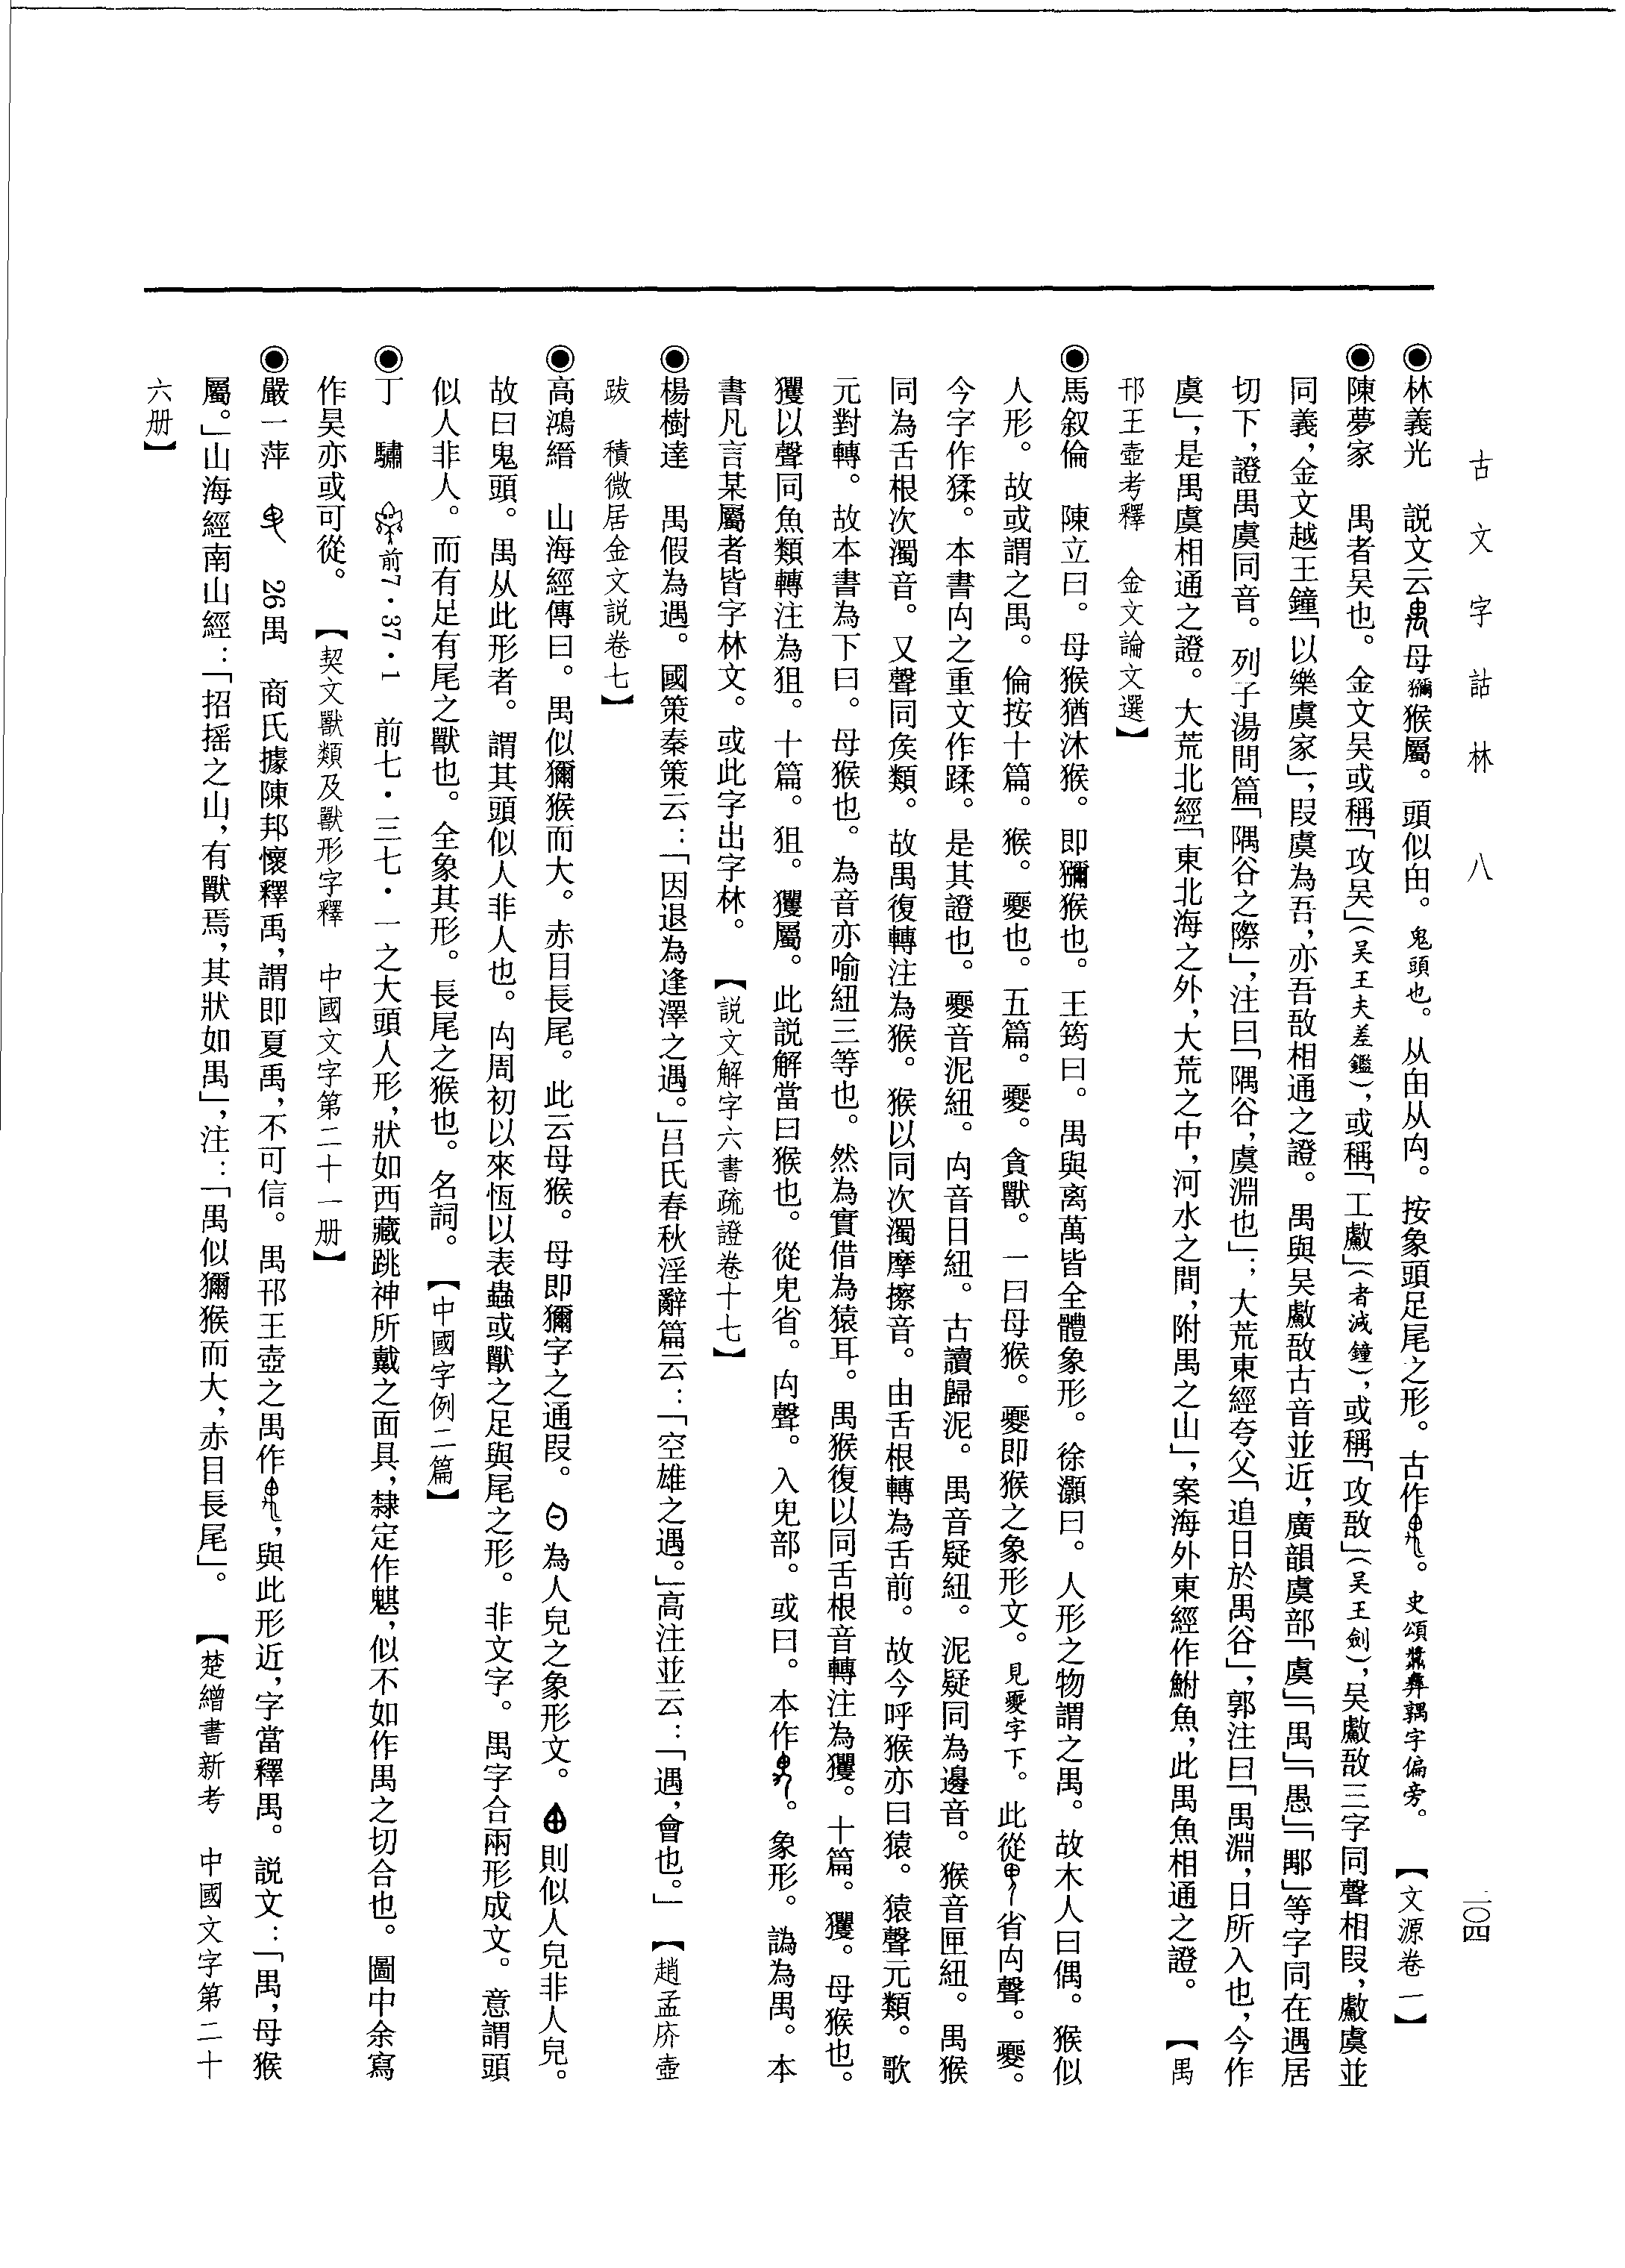 古文字詁林 八
二〇四
◉林義光 説文云母猴屬。頭似甶。鬼頭也。从甶从禸。按象頭足尾之形。古作。史頌彝耦字偏旁。【文源卷一】
◉陳夢家 禺者吴也。金文吴或稱「攻吴」(吴王夫差鑑),或稱「工䱷」(者減鐘),或稱「攻敔」(吴王劍),吴敔三字同聲相叚,虞並
同義,金文越王鐘「以樂虞家」,叚虞為吾,亦吾敔相通之證。禺與吴敔古音並近,廣韻虞部「虞」「禺」「愚」「鄅」等字同在遇居
切下,證禺虞同音。列子湯問篇「隅谷之際」,注曰「隅谷,虞淵也」;大荒東經夸父「追日於禺谷」,郭注曰「禺淵,日所入也,今作
虞」,是禺虞相通之證。大荒北經「東北海之外,大荒之中,河水之間,附禺之山」,案海外東經作鮒魚,此禺魚相通之證。【禺
邗王壺考釋 金文論文選】
◉馬叙倫 陳立曰。母猴猶沐猴。即獼猴也。王筠曰。禺與离萬皆全體象形。徐灝曰。人形之物謂之禺。故木人曰偶。猴似
人形。故或謂之禺。倫按十篇。猴。夒也。五篇。夒。貪獸。一曰母猴。夒即猴之象形文。見夒字下。此從省禸聲。夒。
今字作猱。本書禸之重文作蹂。是其證也。夒音泥紐。禸音日紐。古讀歸泥。禺音疑紐。泥疑同為邊音。猴音匣紐。禺猴
同為舌根次濁音。又聲同矦類。故禺復轉注為猴。猴以同次濁摩擦音。由舌根轉為舌前。故今呼猴亦曰猿。猿聲元類。歌
元對轉。故本書為下曰。母猴也。為音亦喻紐三等也。然為實借為猿耳。禺猴復以同舌根音轉注為玃。十篇。玃。母猴也。
玃以聲同魚類轉注為狙。十篇。狙。玃屬。此説解當曰猴也。從甶省。禸聲。入甶部。或曰。本作。象形。譌為禺。本
書凡言某屬者皆字林文。或此字出字林。【説文解字六書疏證卷十七】
◉楊樹達 禺假為遇。國策秦策云:「因退為逢澤之遇。」吕氏春秋淫辭篇云:「空雄之遇。」高注並云:「遇,會也。」【趙孟庎壺
跋 積微居金文説卷七】
◉高鴻縉 山海經傳曰。禺似獼猴而大。赤目長尾。此云母猴。母即獼字之通叚。為人皃之象形文。則似人皃非人皃。
故曰鬼頭。禺从此形者。謂其頭似人非人也。禸周初以來恆以表蟲或獸之足與尾之形。非文字。禺字合兩形成文。意謂頭
似人非人。而有足有尾之獸也。全象其形。長尾之猴也。名詞。【中國字例二篇】
◉丁 驌 前7·37·1 前七·三七·一之大頭人形,狀如西藏跳神所戴之面具,隸定作魌,似不如作禺之切合也。圖中余寫
作昊亦或可從。【契文獸類及獸形字釋 中國文字第二十一册】
◉嚴一萍 26禺 商氏據陳邦懷釋禹,謂即夏禹,不可信。禺邗王壺之禺作,與此形近,字當釋禺。説文:「禺,母猴
屬。」山海經南山經:「招摇之山,有獸焉,其狀如禺」,注:「禺似獼猴而大,赤目長尾」。【楚繒書新考 中國文字第二十
六册】